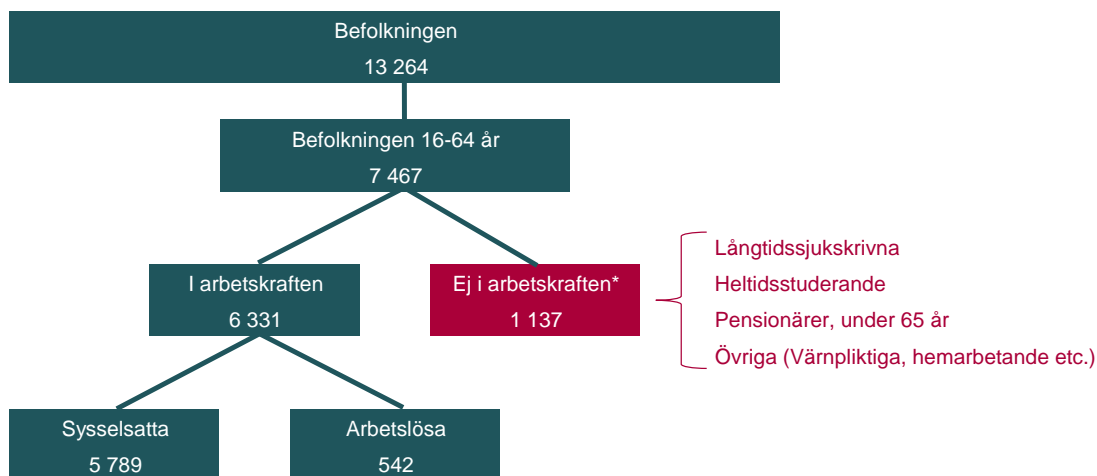 Befolkningen
13 264
Befolkningen 16-64 år
7 467
I arbetskraften
6 331
Ej i arbetskraften*
1 137
Långtidssjukskrivna
Heltidsstuderande
Pensionärer, under 65 år
Övriga (Värnpliktiga, hemarbetande etc.)
Sysselsatta
5 789
Arbetslösa
542